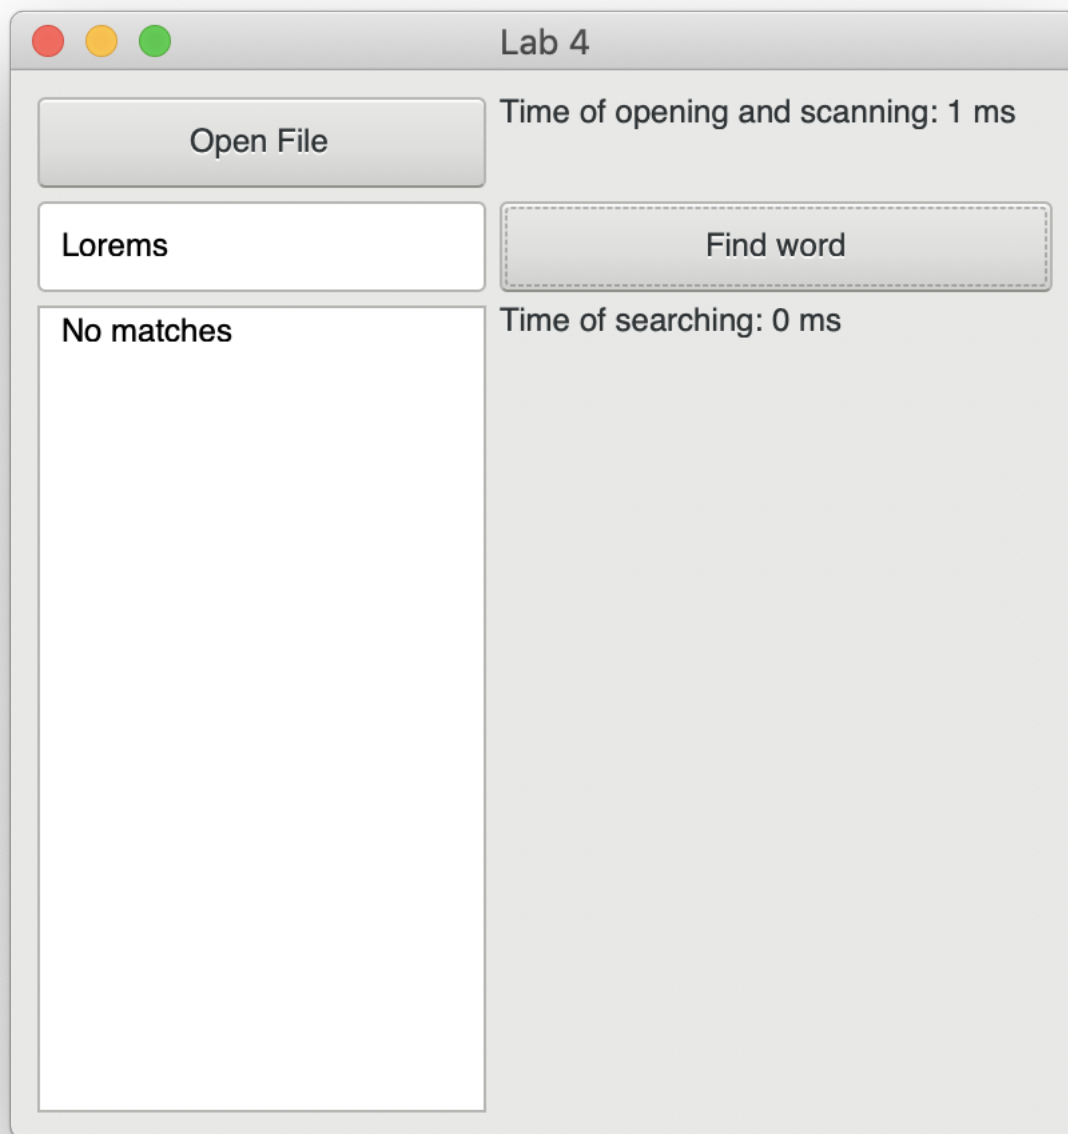 Lab 4
Open File
Time of opening and scanning: 1 ms
Lorems
Find word
No matches
Time of searching: 0 ms